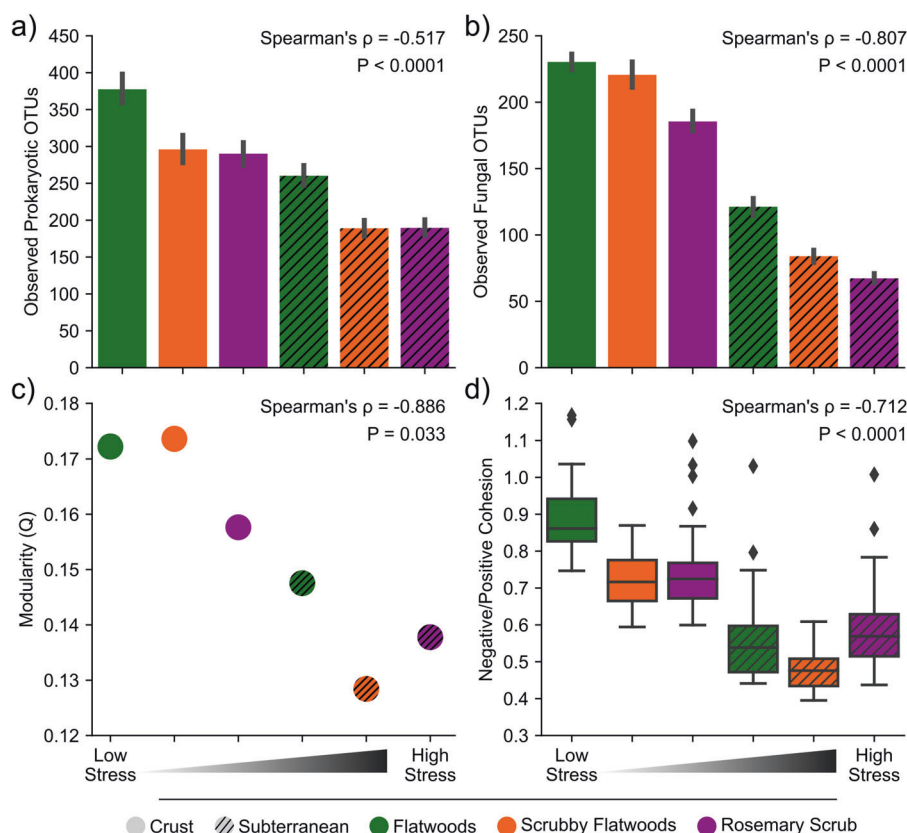 a)
Spearman's ρ = -0.517
P < 0.0001
Observed Prokaryotic OTUs
450
400
350
300
250
200
150
100
50
0
b)
Spearman's ρ = -0.807
P < 0.0001
Observed Fungal OTUs
250
200
150
100
50
0
c)
Spearman's ρ = -0.886
P = 0.033
Modularity (Q)
0.18
0.17
0.16
0.15
0.14
0.13
0.12
Low
Stress
High
Stress
d)
Spearman's ρ = -0.712
P < 0.0001
Negative/Positive Cohesion
1.2
1.1
1.0
0.9
0.8
0.7
0.6
0.5
0.4
0.3
Low
Stress
High
Stress
Crust Subterranean Flatwoods Scrubby Flatwoods Rosemary Scrub